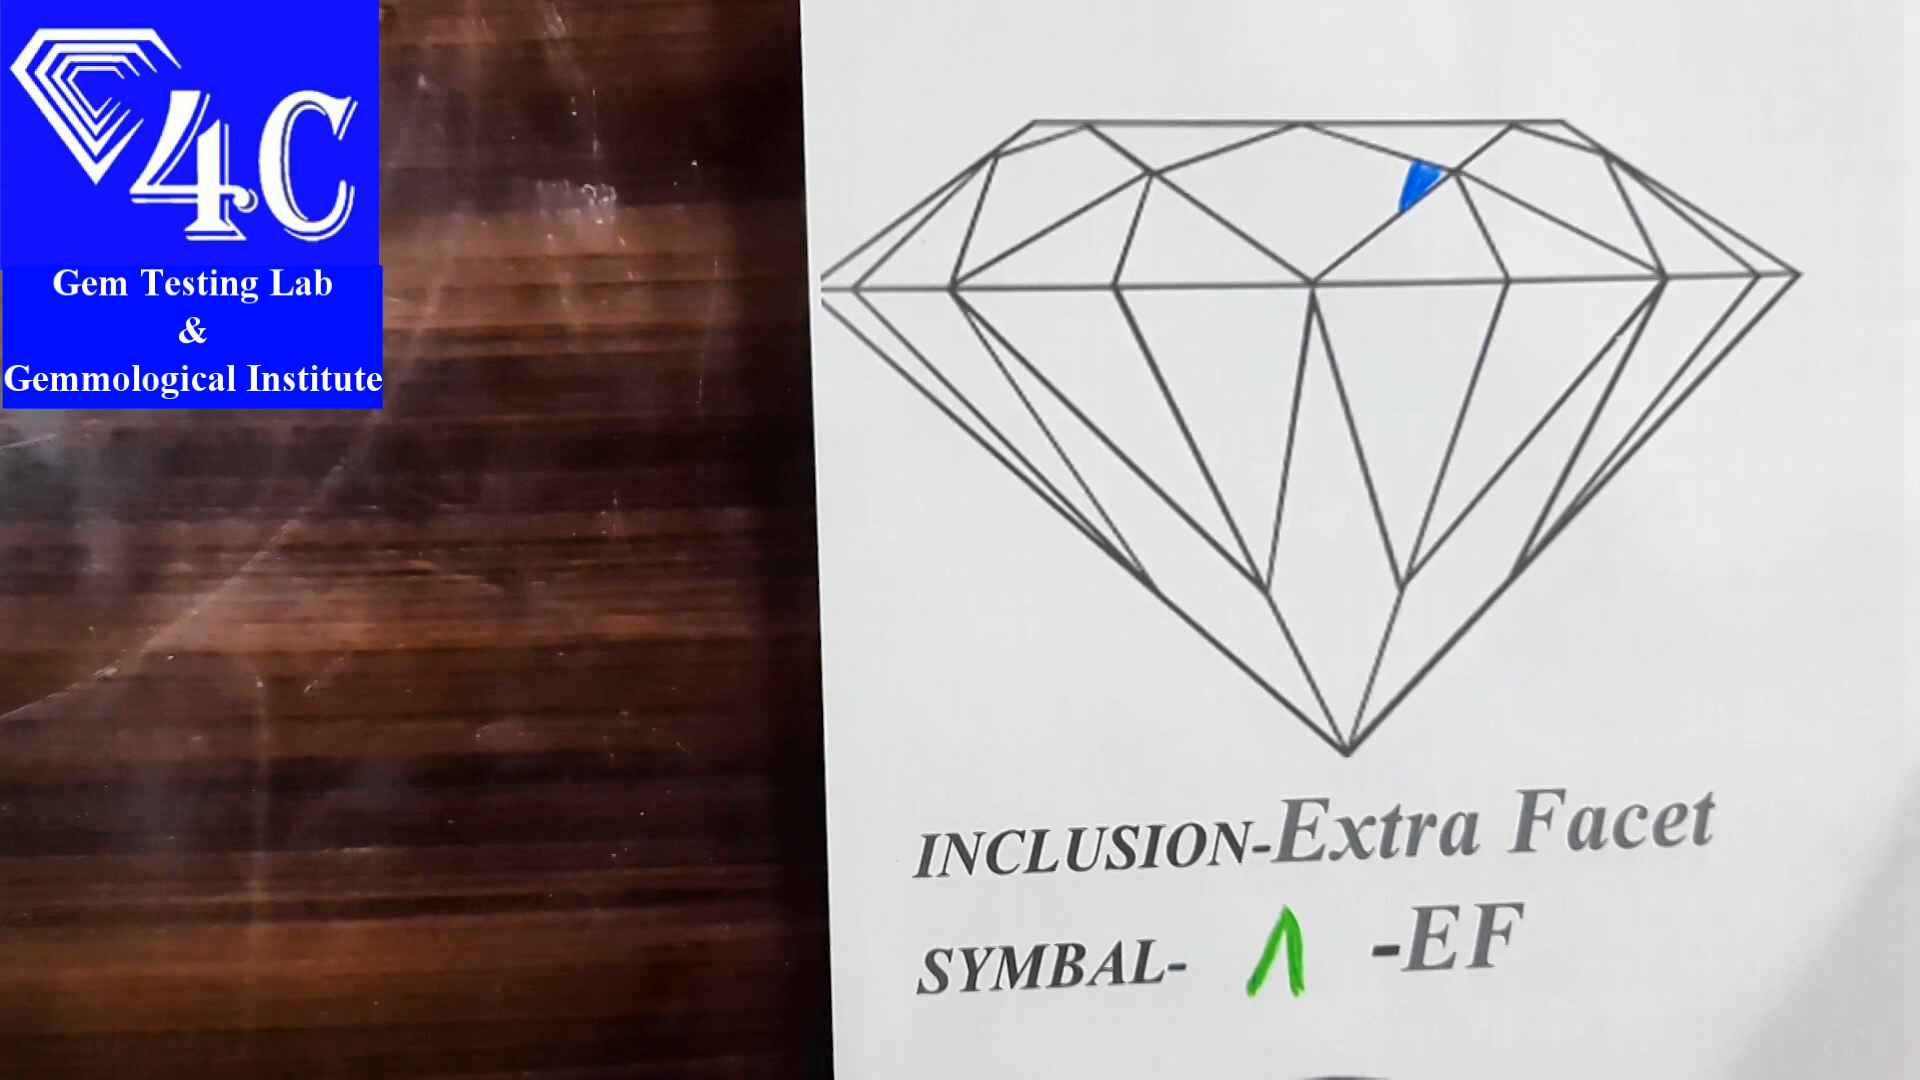 4C
Gem Testing Lab
&
Gemmological Institute
INCLUSION-Extra Facet
SYMBAL- Λ -EF